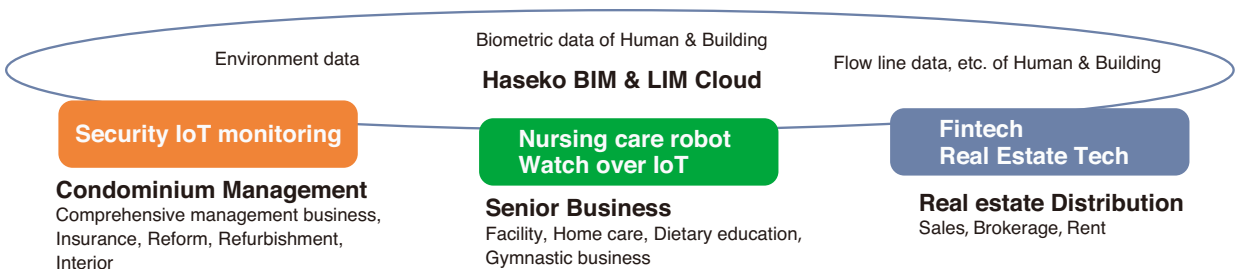 Biometric data of Human & Building
Environment data
Flow line data, etc. of Human & Building
Haseko BIM & LIM Cloud
Security IoT monitoring
Condominium Management
Comprehensive management business,
Insurance, Reform, Refurbishment,
Interior
Nursing care robot
Watch over IoT
Senior Business
Facility, Home care, Dietary education,
Gymnastic business
Fintech
Real Estate Tech
Real estate Distribution
Sales, Brokerage, Rent